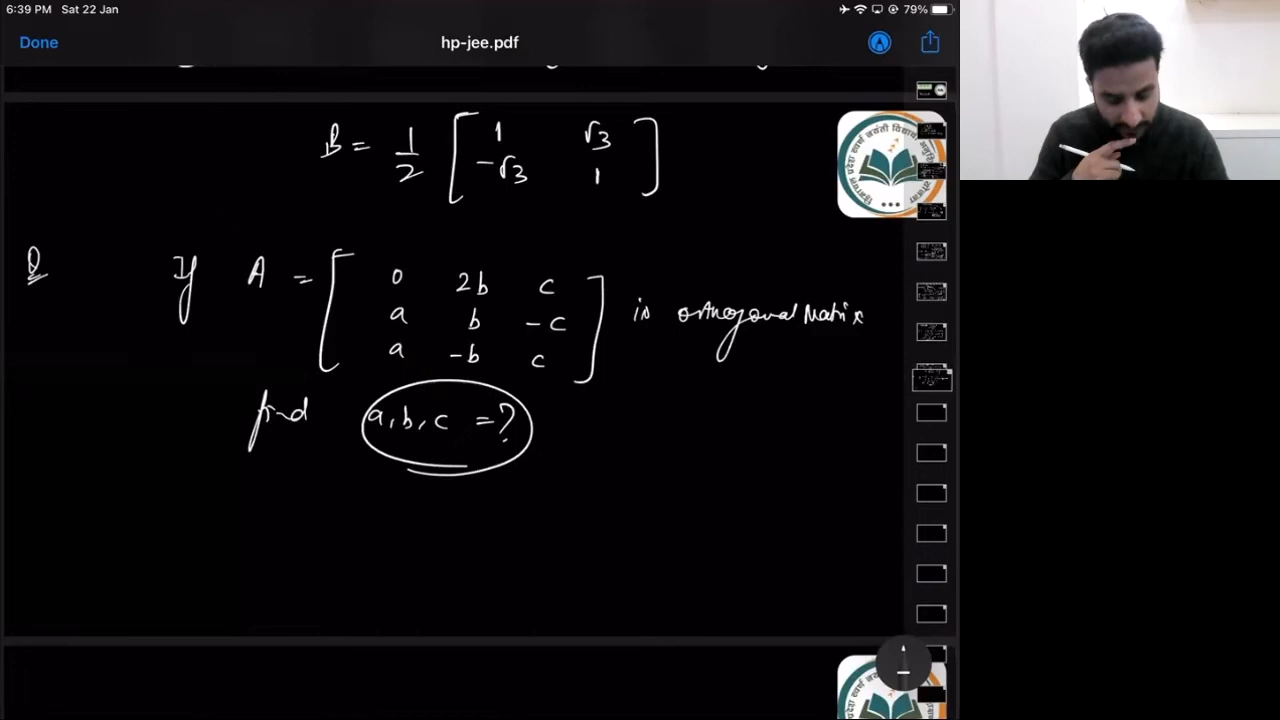 6:39 PM Sat 22 Jan
79%
Done
hp-jee.pdf
B = 1/2 [ 1 √3
-√3 1 ]
Q If A = [ 0 2b c
a b -c
a -b c ] is orthogonal Matrix
find a, b, c = ?